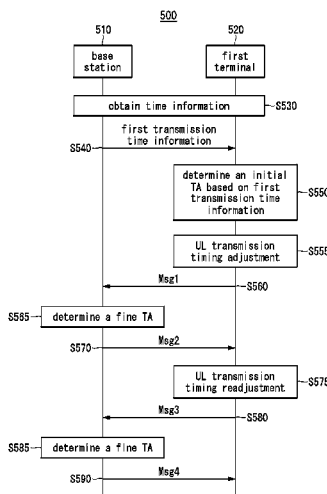 500
510
520
base
station
first
terminal
obtain time information
S530
first transmission
time information
S540
determine an initial
TA based on first
transmission time
information
S550
UL transmission
timing adjustment
S555
Msg1
S560
S565
determine a fine TA
S570
Msg2
UL transmission
timing readjustment
S575
Msg3
S580
S585
determine a fine TA
S590
Msg4